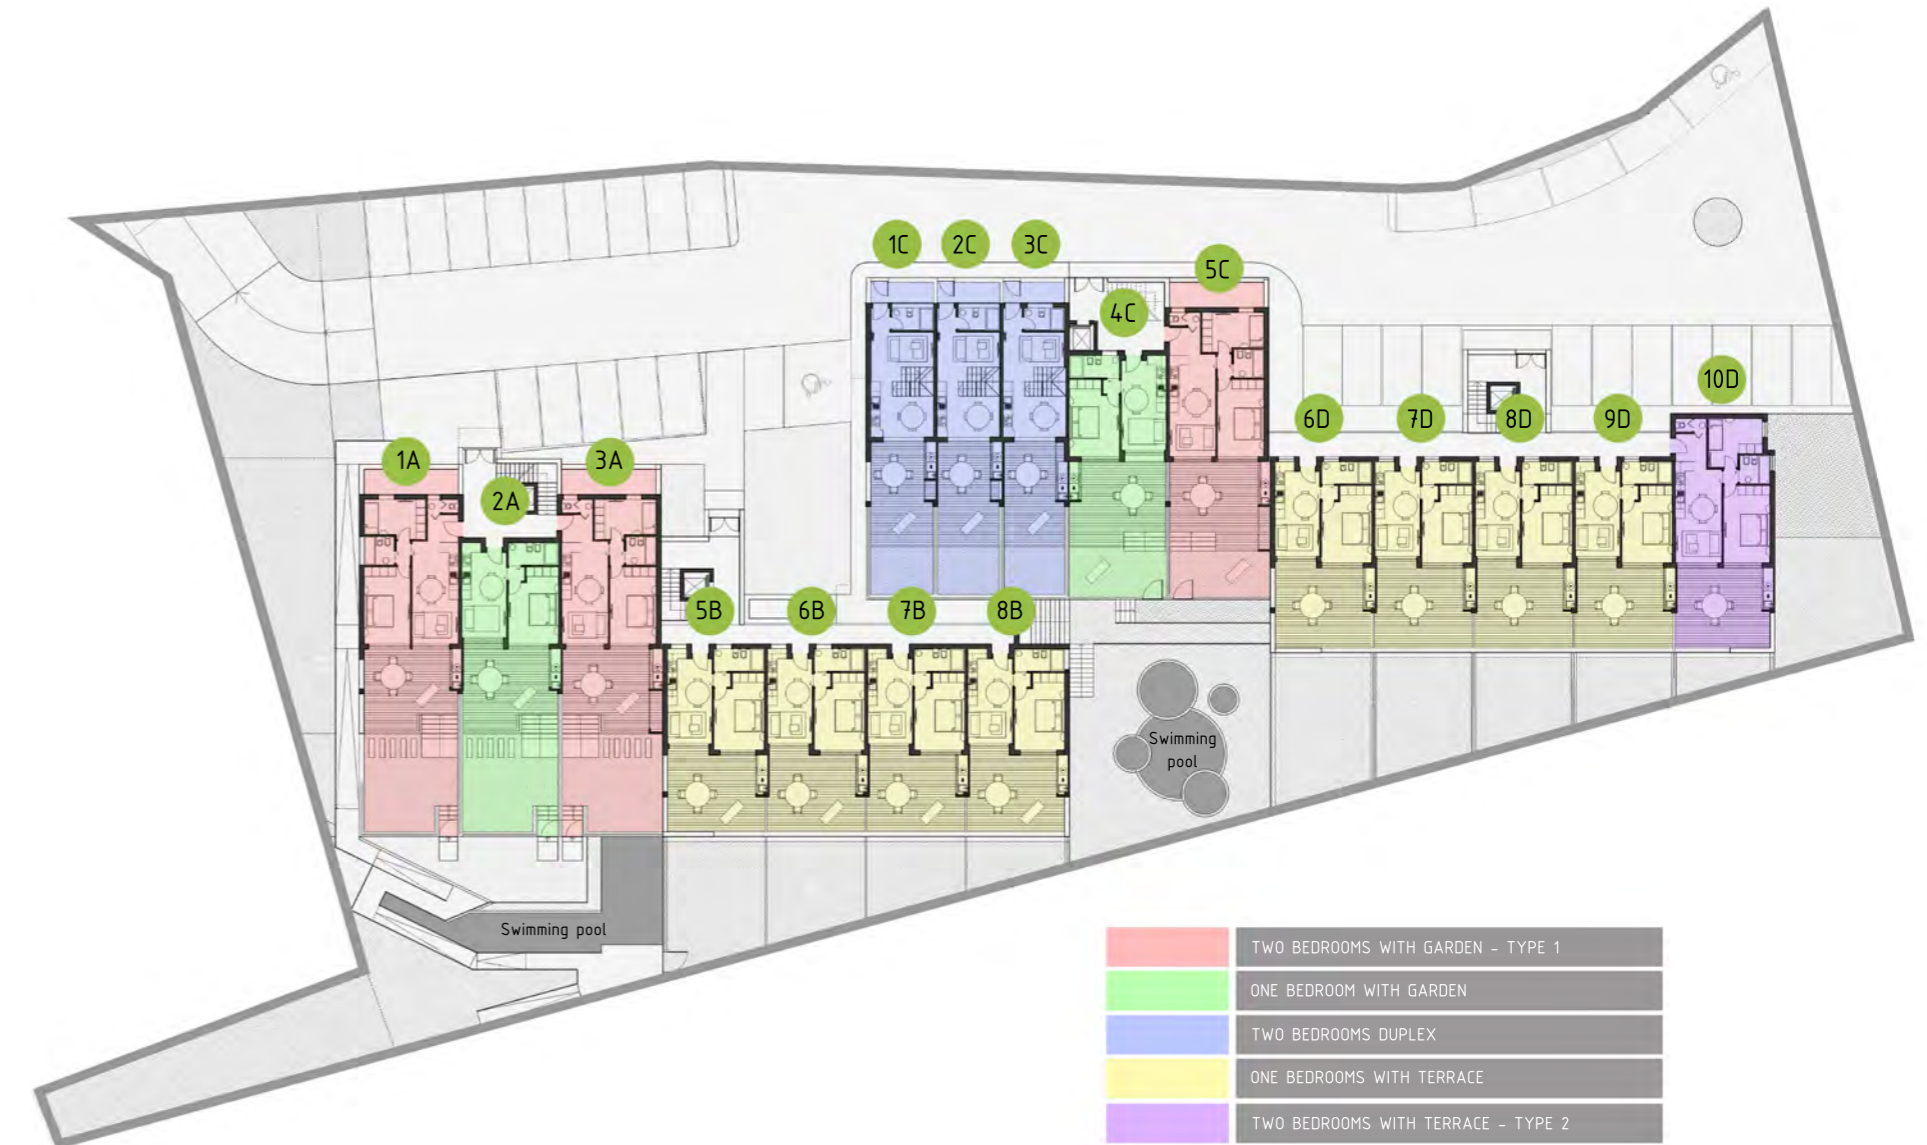 1C
2C
3C
5C
4C
10D
6D
7D
8D
9D
1A
3A
2A
5B
6B
7B
8B
Swimming
pool
Swimming pool
TWO BEDROOMS WITH GARDEN - TYPE 1
ONE BEDROOM WITH GARDEN
TWO BEDROOMS DUPLEX
ONE BEDROOMS WITH TERRACE
TWO BEDROOMS WITH TERRACE - TYPE 2